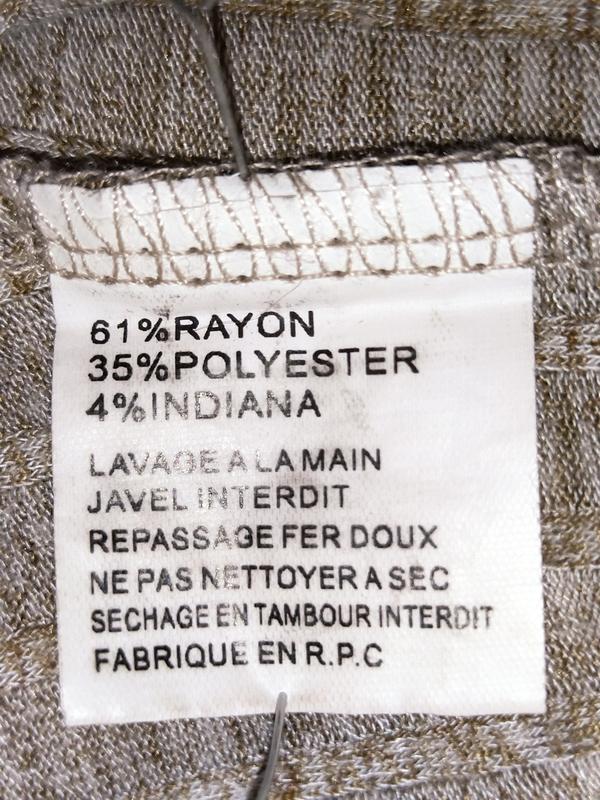 61%RAYON
35%POLYESTER
4%INDIANA
LAVAGE A LA MAIN
JAVEL INTERDIT
REPASSAGE FER DOUX
NE PAS NETTOYER A SEC
SECHAGE EN TAMBOUR INTERDIT
FABRIQUE EN R.P.C